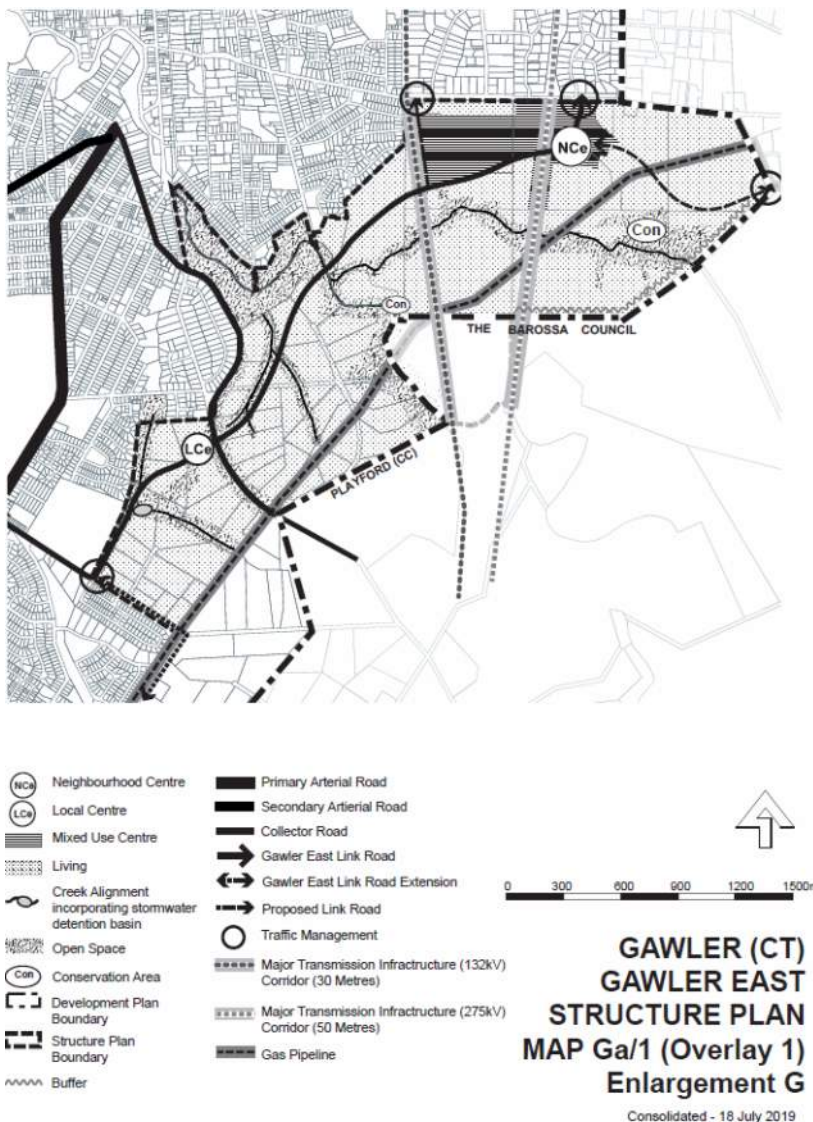 NCe
Con
Con
THE BAROSSA COUNCIL
LCe
PLAYFORD (CC)
NCe Neighbourhood Centre
LCe Local Centre
Mixed Use Centre
Living
Creek Alignment
incorporating stormwater
detention basin
Open Space
Con Conservation Area
Development Plan
Boundary
Structure Plan
Boundary
Buffer
Primary Arterial Road
Secondary Artierial Road
Collector Road
Gawler East Link Road
Gawler East Link Road Extension
Proposed Link Road
Traffic Management
Major Transmission Infractructure (132kV)
Corridor (30 Metres)
Major Transmission Infractructure (275kV)
Corridor (50 Metres)
Gas Pipeline
0 300 600 900 1200 1500m
GAWLER (CT)
GAWLER EAST
STRUCTURE PLAN
MAP Ga/1 (Overlay 1)
Enlargement G
Consolidated - 18 July 2019